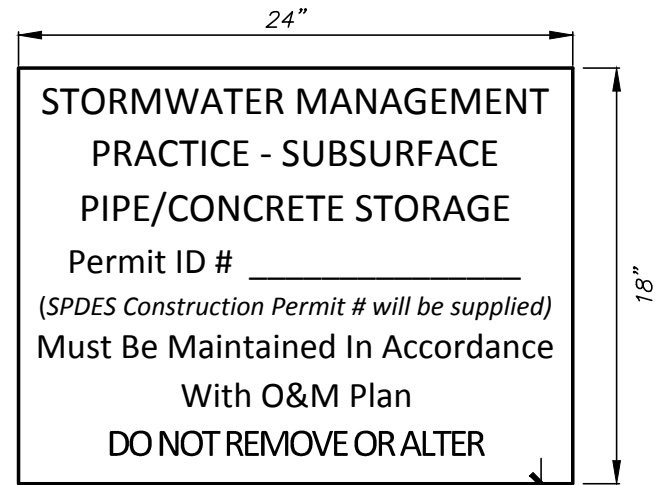 24”
STORMWATER MANAGEMENT
PRACTICE - SUBSURFACE
PIPE/CONCRETE STORAGE
Permit ID # _______________
(SPDES Construction Permit # will be supplied)
Must Be Maintained In Accordance
With O&M Plan
DO NOT REMOVE OR ALTER
18”